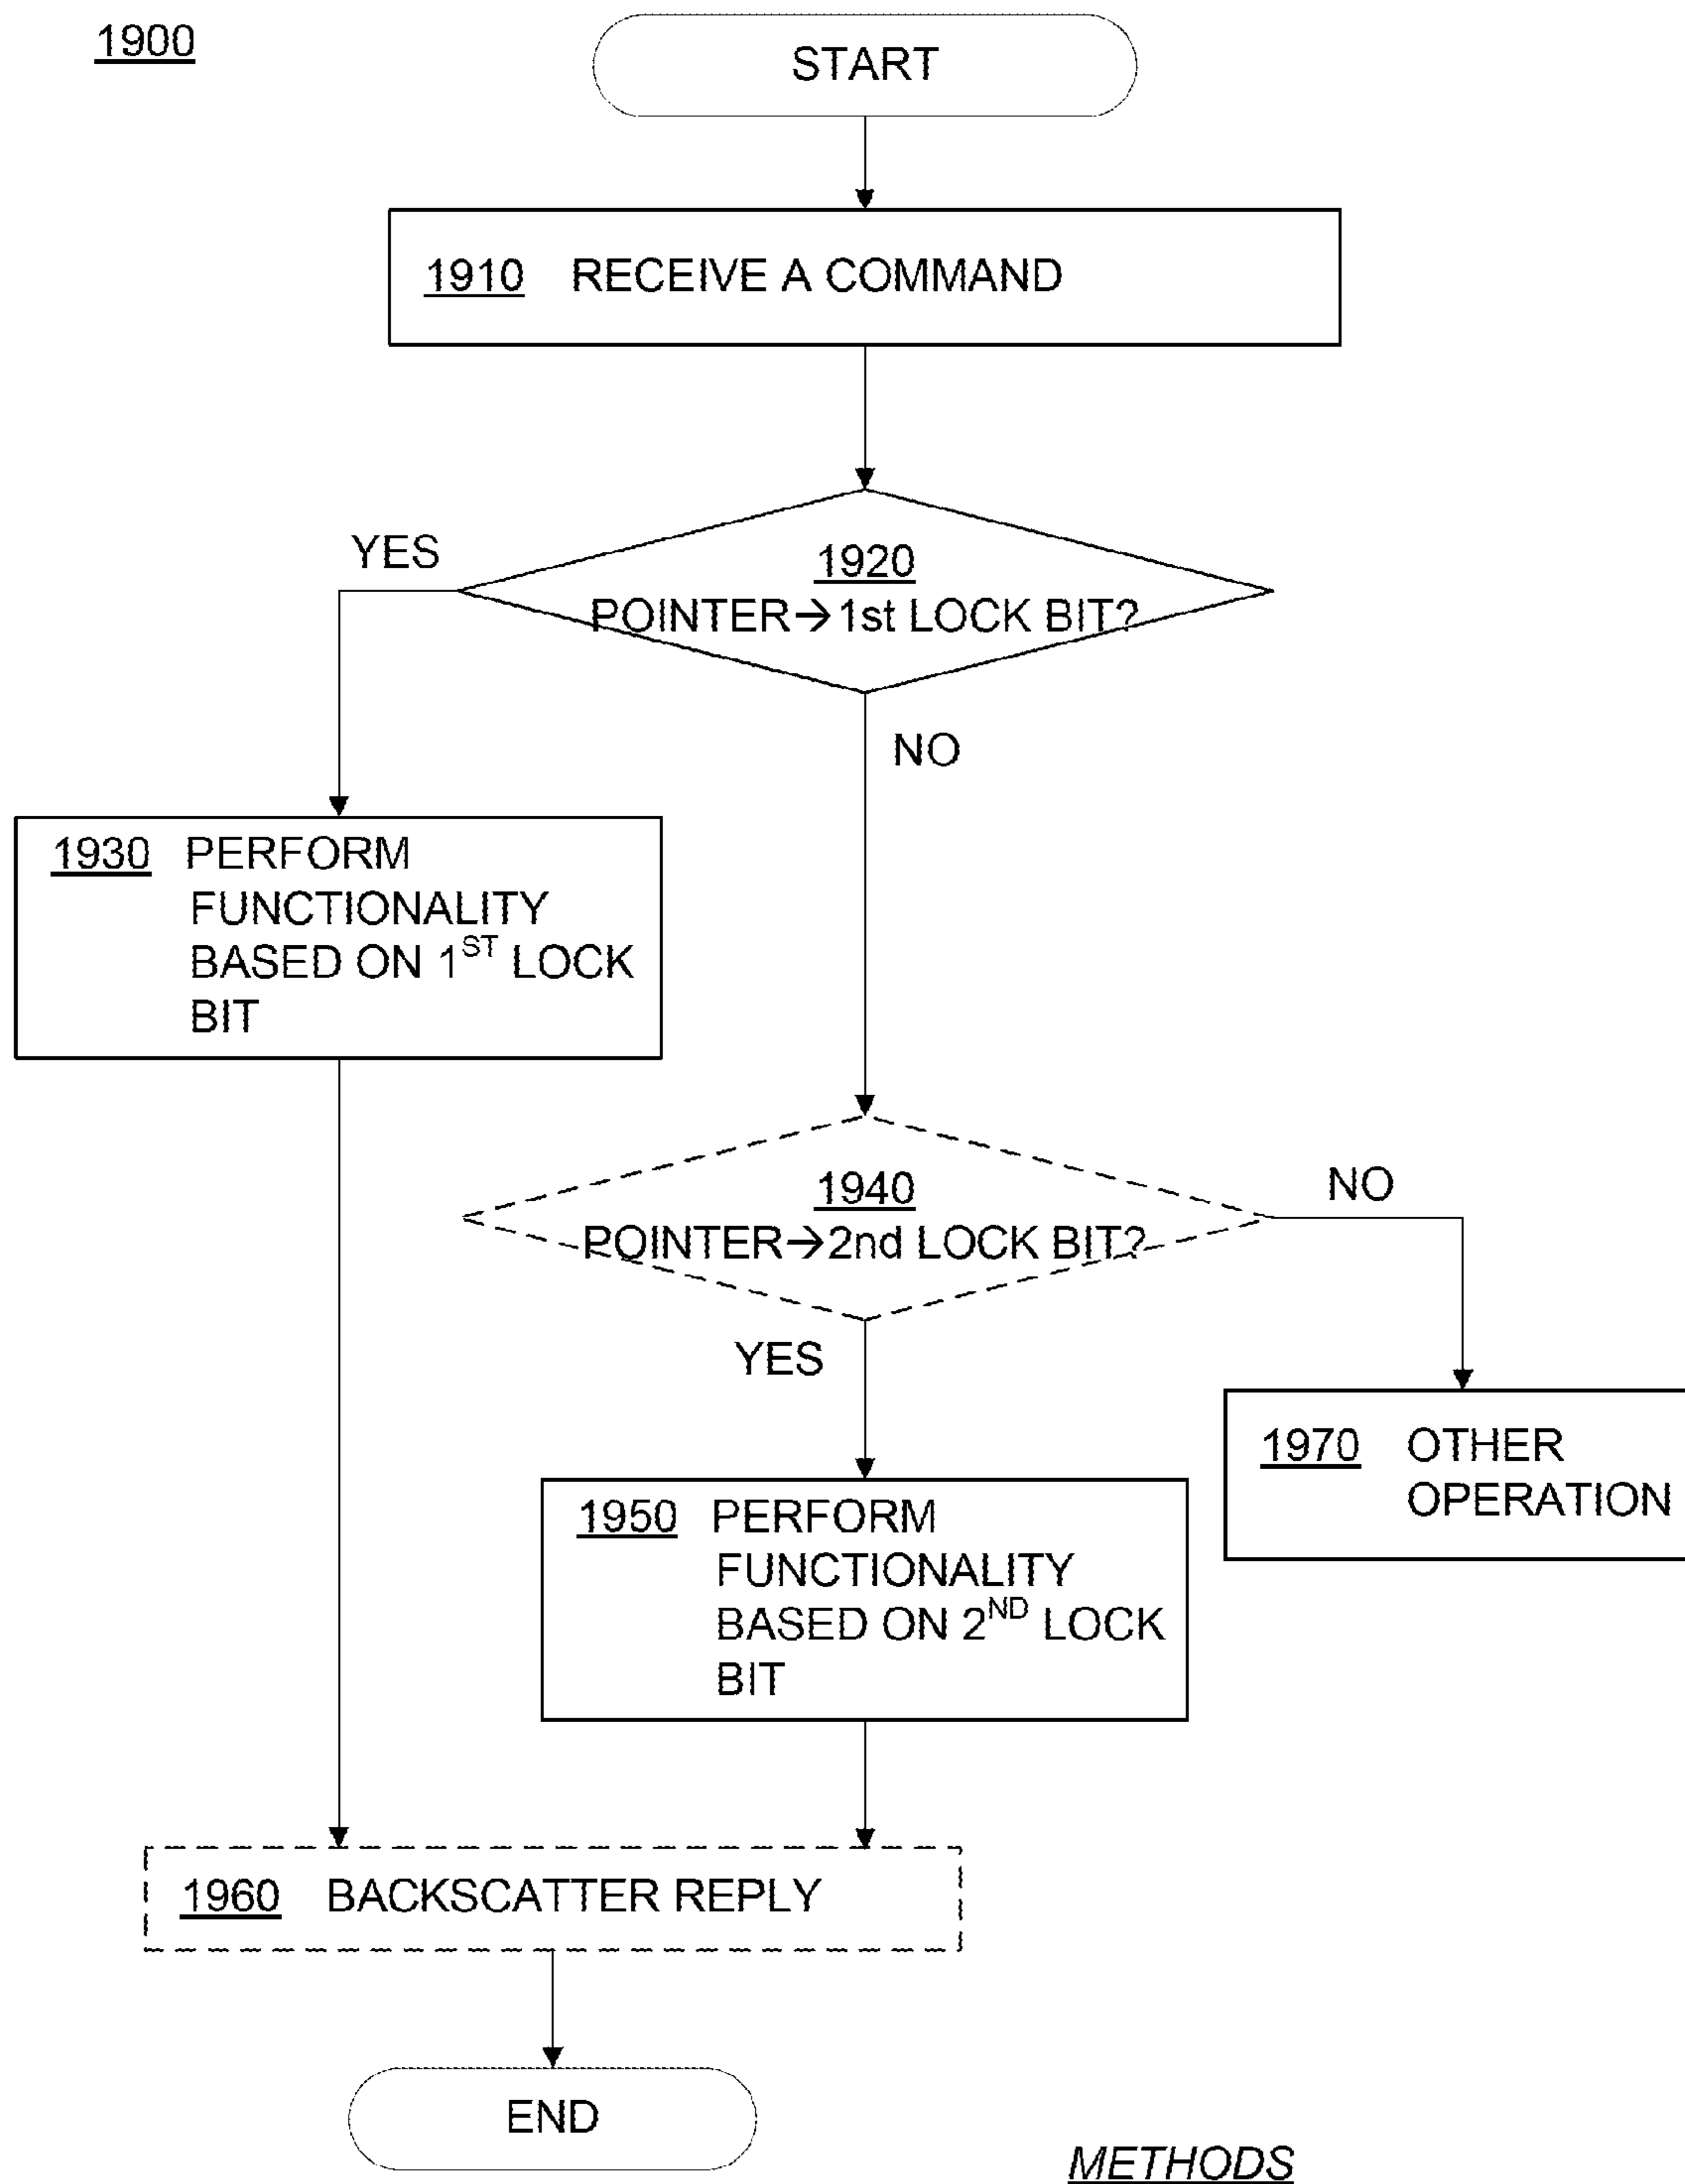 1900
START
1910 RECEIVE A COMMAND
YES
1920
POINTER→1st LOCK BIT?
NO
1930 PERFORM
FUNCTIONALITY
BASED ON 1ST LOCK
BIT
1940
POINTER→2nd LOCK BIT?
NO
YES
1970 OTHER
OPERATION
1950 PERFORM
FUNCTIONALITY
BASED ON 2ND LOCK
BIT
1960 BACKSCATTER REPLY
END
METHODS